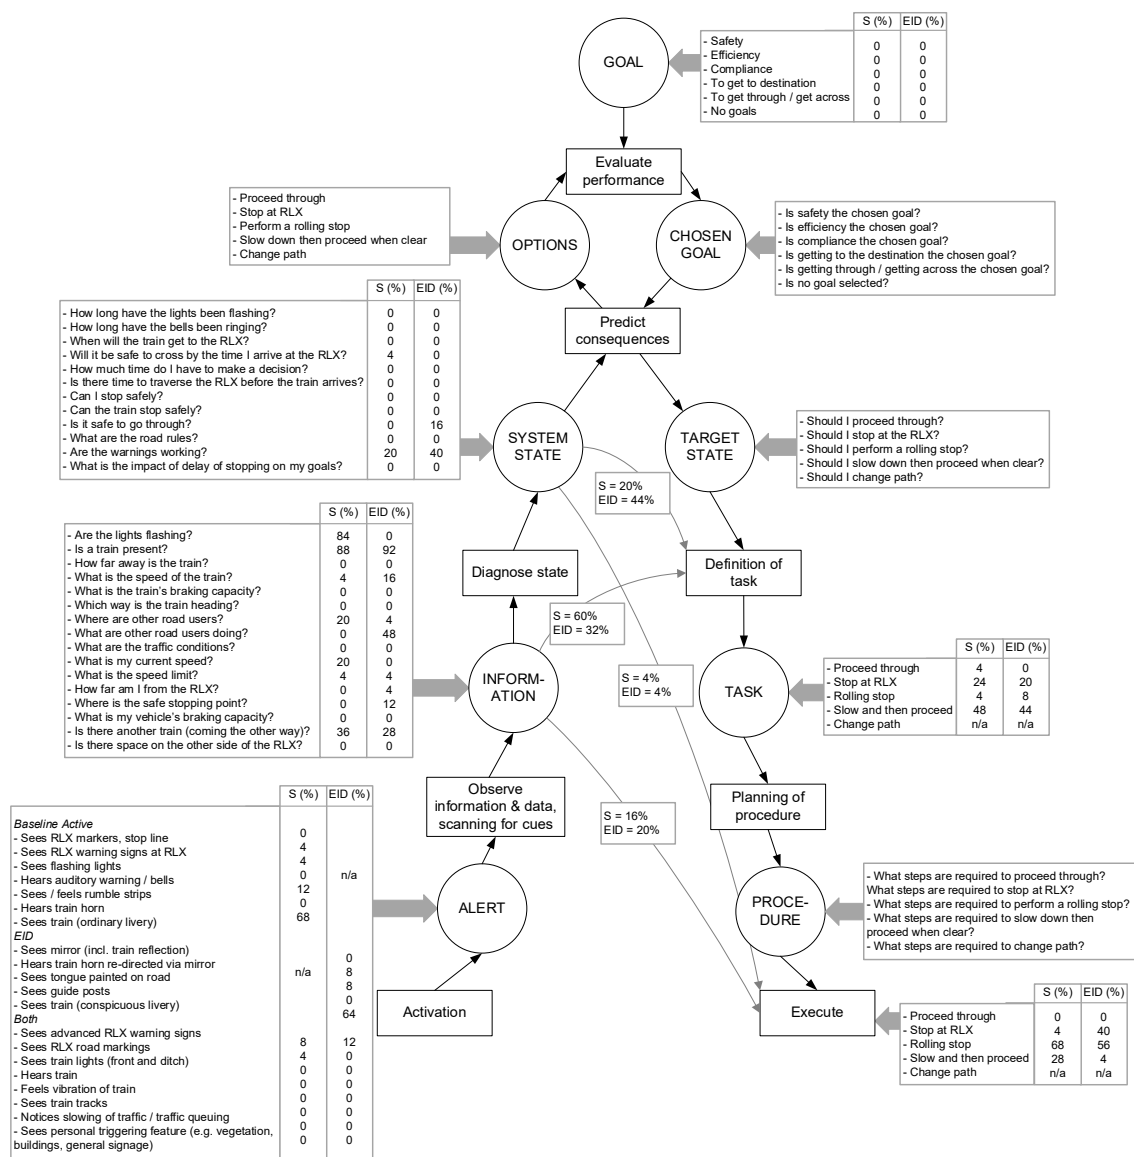 S (%) EID (%)
GOAL
- Safety 0 0
- Efficiency 0 0
- Compliance 0 0
- To get to destination 0 0
- To get through / get across 0 0
- No goals 0 0
Evaluate
performance
- Proceed through
- Stop at RLX
- Perform a rolling stop
- Slow down then proceed when clear
- Change path
OPTIONS
CHOSEN
GOAL
- Is safety the chosen goal?
- Is efficiency the chosen goal?
- Is compliance the chosen goal?
- Is getting to the destination the chosen goal?
- Is getting through / getting across the chosen goal?
- Is no goal selected?
Predict
consequences
S (%) EID (%)
- How long have the lights been flashing? 0 0
- How long have the bells been ringing? 0 0
- When will the train get to the RLX? 0 0
- Will it be safe to cross by the time I arrive at the RLX? 4 0
- How much time do I have to make a decision? 0 0
- Is there time to traverse the RLX before the train arrives? 0 0
- Can I stop safely? 0 0
- Can the train stop safely? 0 0
- Is it safe to go through? 0 16
- What are the road rules? 0 0
- Are the warnings working? 20 40
- What is the impact of delay of stopping on my goals? 0 0
SYSTEM
STATE
TARGET
STATE
- Should I proceed through?
- Should I stop at the RLX?
- Should I perform a rolling stop?
- Should I slow down then proceed when clear?
- Should I change path?
S = 20%
EID = 44%
S (%) EID (%)
- Are the lights flashing? 84 0
- Is a train present? 88 92
- How far away is the train? 0 0
- What is the speed of the train? 4 16
- What is the train's braking capacity? 0 0
- Which way is the train heading? 0 0
- Where are other road users? 20 4
- What are other road users doing? 0 48
- What are the traffic conditions? 0 0
- What is my current speed? 20 0
- What is the speed limit? 4 4
- How far am I from the RLX? 0 4
- Where is the safe stopping point? 0 12
- What is my vehicle's braking capacity? 0 0
- Is there another train (coming the other way)? 36 28
- Is there space on the other side of the RLX? 0 0
Diagnose state
Definition of
task
S = 60%
EID = 32%
INFORM-
ATION
S = 4%
EID = 4%
TASK
S (%) EID (%)
- Proceed through 4 0
- Stop at RLX 24 20
- Rolling stop 4 8
- Slow and then proceed 48 44
- Change path n/a n/a
Observe
information & data,
scanning for cues
S = 16%
EID = 20%
Planning of
procedure
S (%) EID (%)
Baseline Active
- Sees RLX markers, stop line 0
- Sees RLX warning signs at RLX 4
- Sees flashing lights 4
- Hears auditory warning / bells 0 n/a
- Sees / feels rumble strips 12
- Hears train horn 0
- Sees train (ordinary livery) 68
EID
- Sees mirror (incl. train reflection) 0
- Hears train horn re-directed via mirror 8
- Sees tongue painted on road n/a 8
- Sees guide posts 0
- Sees train (conspicuous livery) 64
Both
- Sees advanced RLX warning signs 8 12
- Sees RLX road markings 4 0
- Sees train lights (front and ditch) 0 0
- Hears train 0 0
- Feels vibration of train 0 0
- Sees train tracks 0 0
- Notices slowing of traffic / traffic queuing 0 0
- Sees personal triggering feature (e.g. vegetation, 0 0
buildings, general signage)
ALERT
PROCE-
DURE
- What steps are required to proceed through?
What steps are required to stop at RLX?
- What steps are required to perform a rolling stop?
- What steps are required to slow down then
proceed when clear?
- What steps are required to change path?
Activation
Execute
S (%) EID (%)
- Proceed through 0 0
- Stop at RLX 4 40
- Rolling stop 68 56
- Slow and then proceed 28 4
- Change path n/a n/a